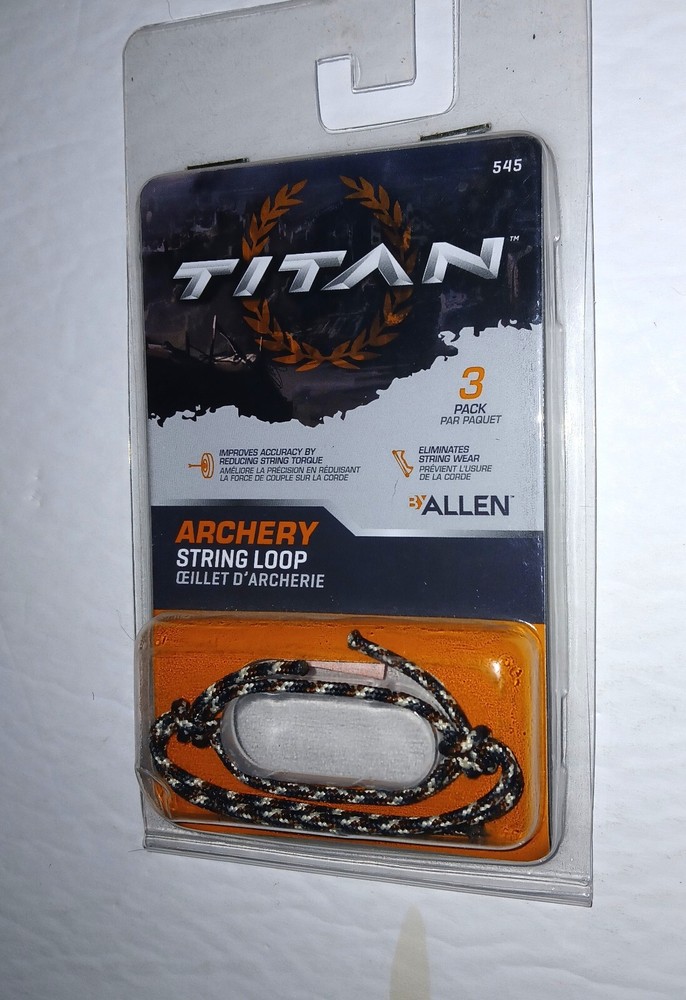 545
TITAN™
3
PACK
PAR PAQUET
IMPROVES ACCURACY BY
REDUCING STRING TORQUE
AMÉLIORE LA PRÉCISION EN RÉDUISANT
LA FORCE DE COUPLE SUR LA CORDE
ELIMINATES
STRING WEAR
PRÉVIENT L'USURE
DE LA CORDE
BY ALLEN™
ARCHERY
STRING LOOP
ŒILLET D'ARCHERIE